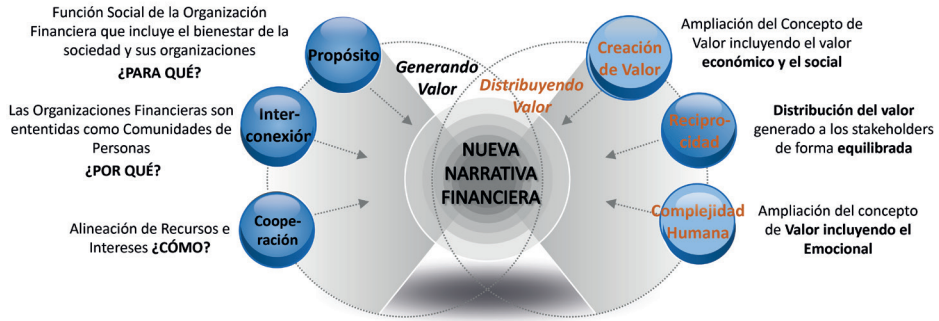 Función Social de la Organización
Financiera que incluye el bienestar de la
sociedad y sus organizaciones
¿PARA QUÉ?
Propósito
Las Organizaciones Financieras son
ententidas como Comunidades de
Personas
¿POR QUÉ?
Inter-
conexión
Alineación de Recursos e
Intereses ¿CÓMO?
Coope-
ración
Generando
Valor
Distribuyendo
Valor
NUEVA
NARRATIVA
FINANCIERA
Creación
de Valor
Ampliación del Concepto de
Valor incluyendo el valor
económico y el social
Recipro-
cidad
Distribución del valor
generado a los stakeholders
de forma equilibrada
Complejidad
Humana
Ampliación del concepto
de Valor incluyendo el
Emocional